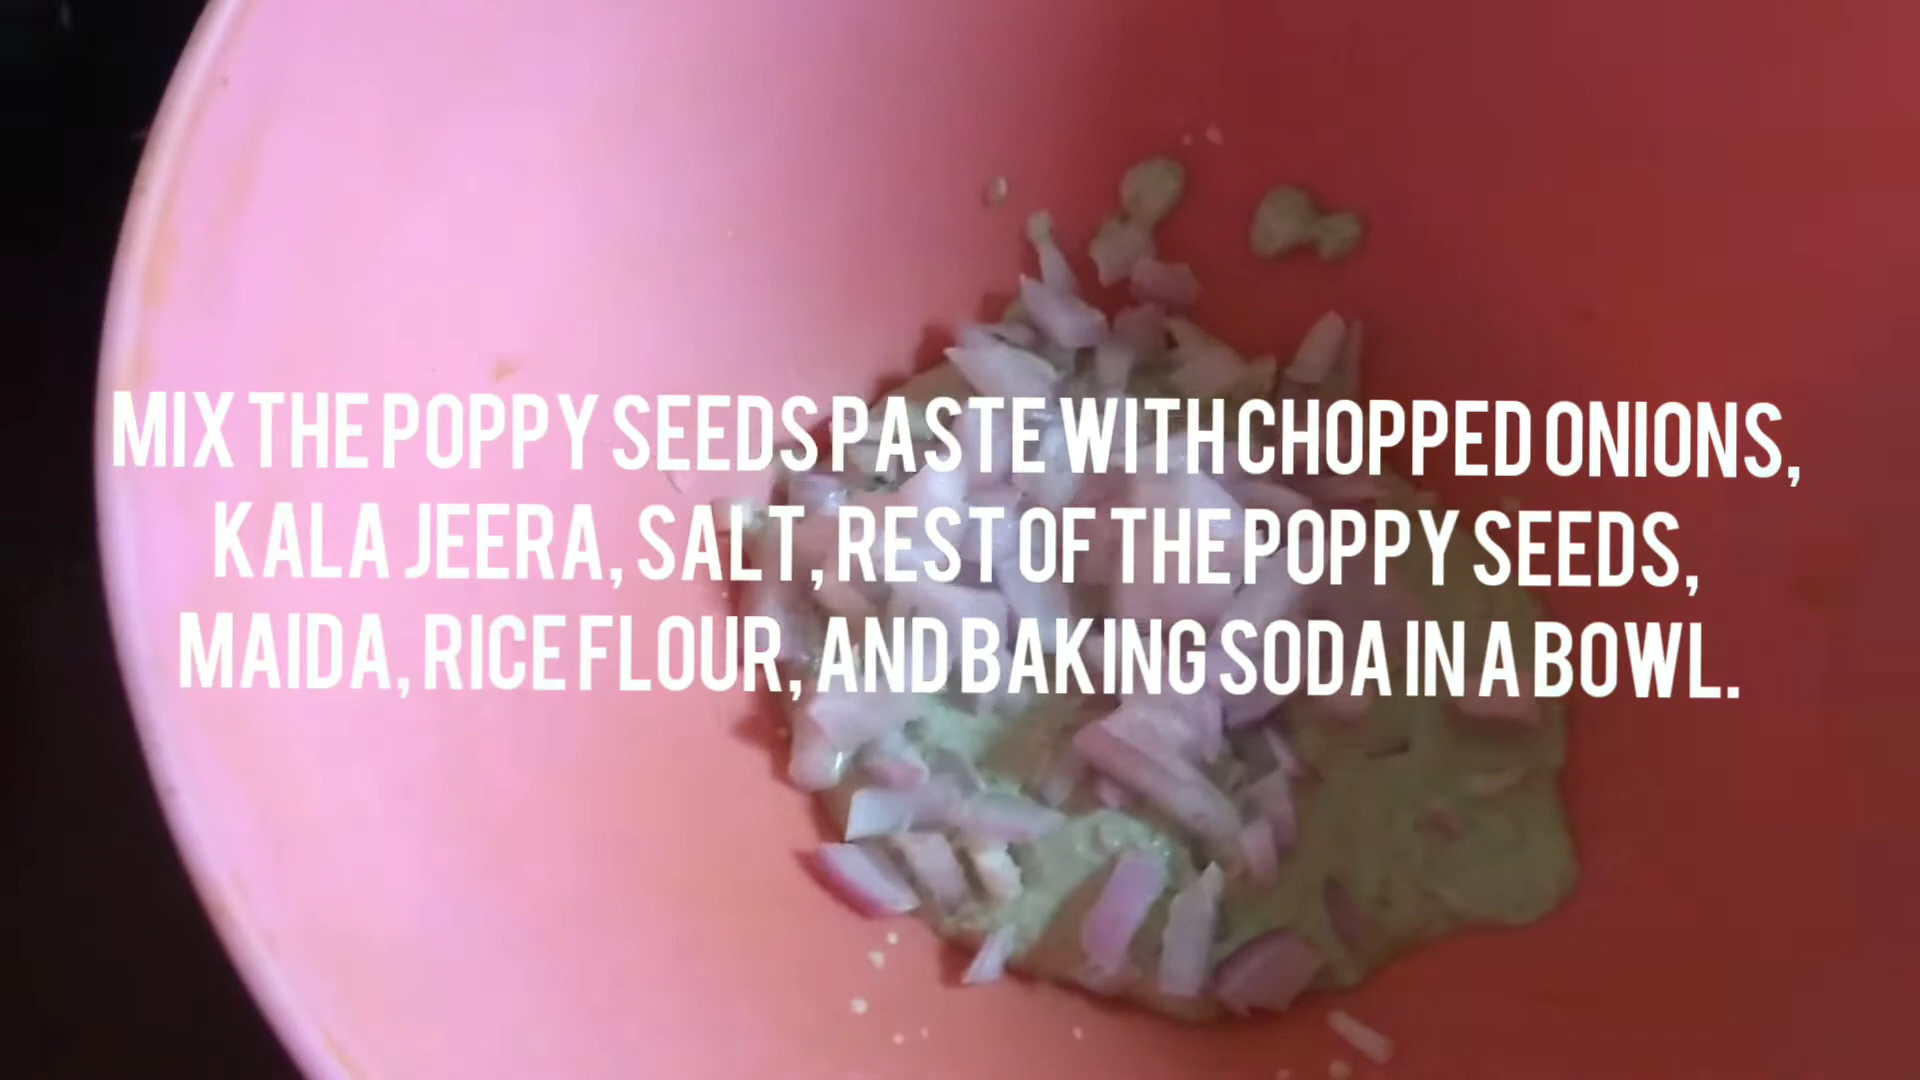 MIX THE POPPY SEEDS PASTE WITH CHOPPED ONIONS,
KALA JEERA, SALT, REST OF THE POPPY SEEDS,
MAIDA, RICE FLOUR, AND BAKING SODA IN A BOWL.